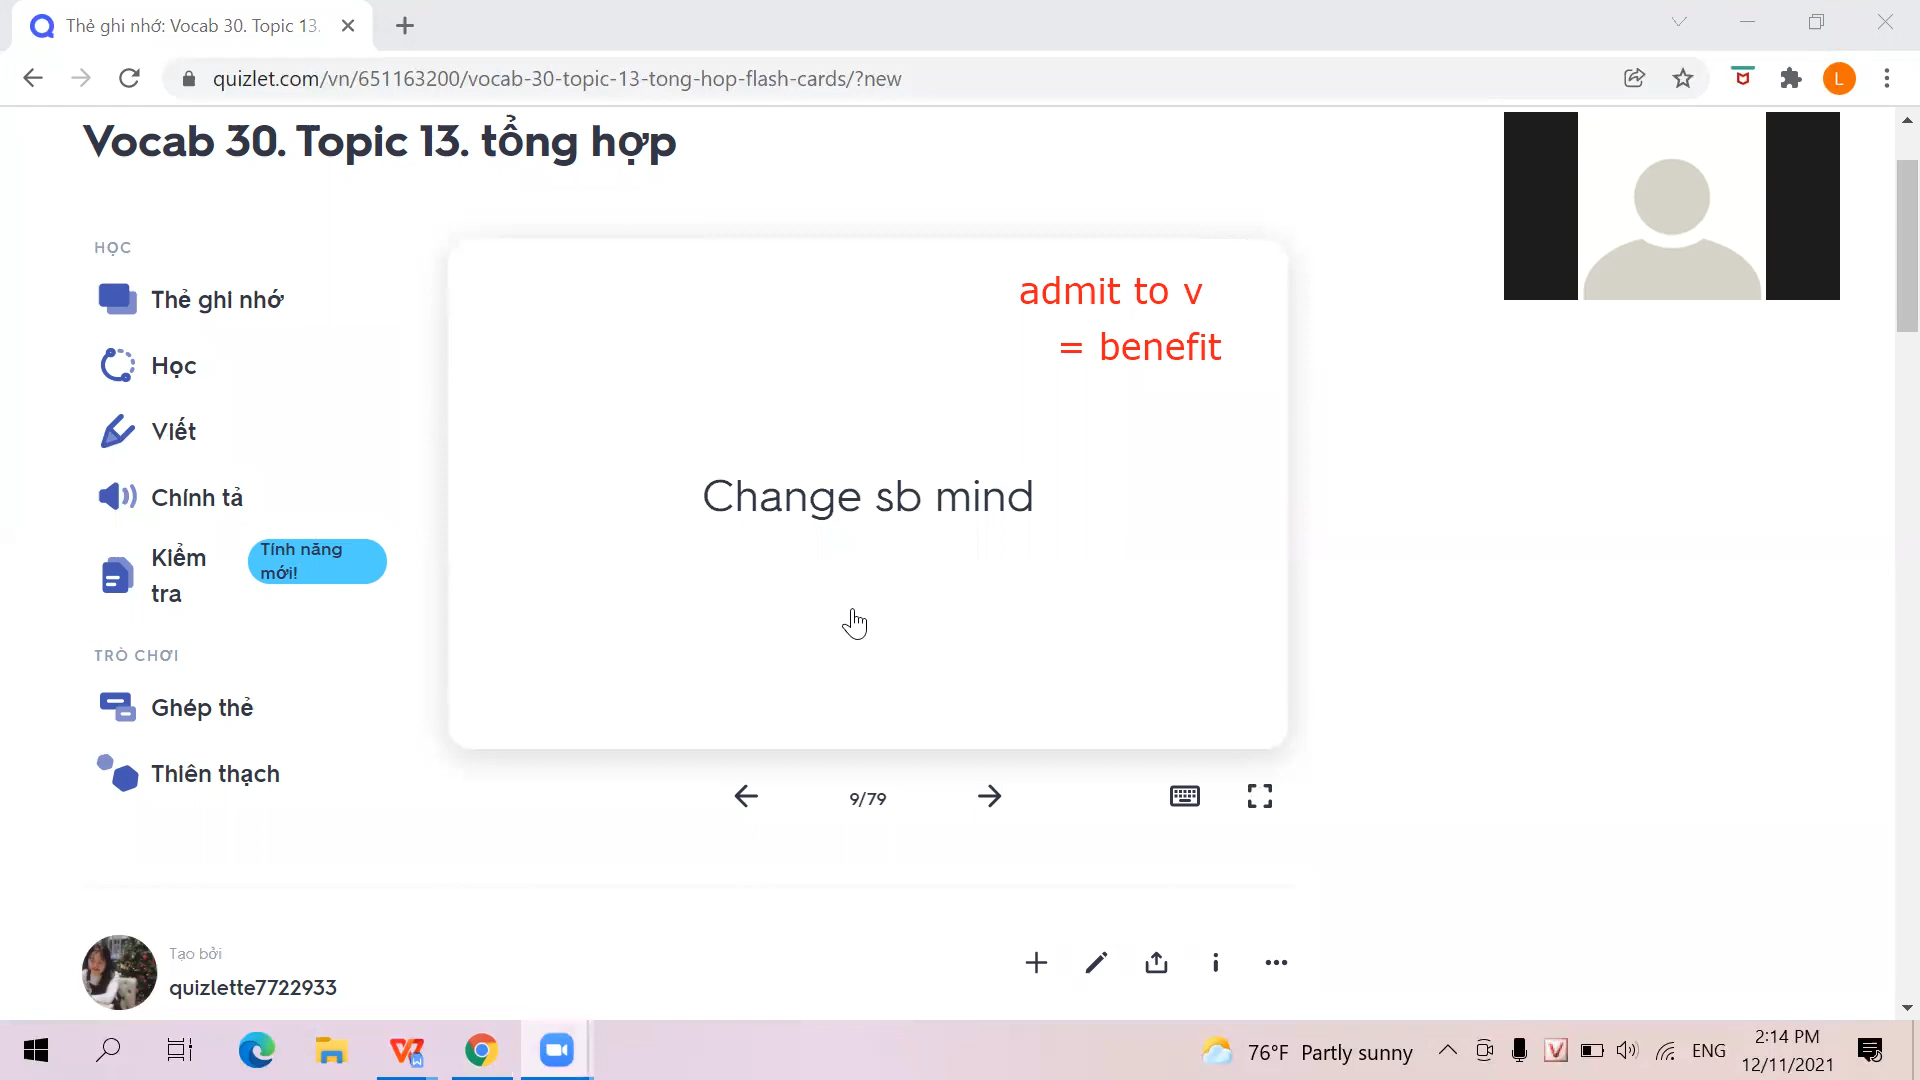 Thẻ ghi nhớ: Vocab 30. Topic 13.
quizlet.com/vn/651163200/vocab-30-topic-13-tong-hop-flash-cards/?new
L
Vocab 30. Topic 13. tổng hợp
HỌC
Thẻ ghi nhớ
Học
Viết
Chính tả
Kiểm
tra
Tính năng
mới!
TRÒ CHƠI
Ghép thẻ
Thiên thạch
admit to v
= benefit
Change sb mind
9/79
Tạo bởi
quizlette7722933
76°F Partly sunny
ENG
2:14 PM
12/11/2021